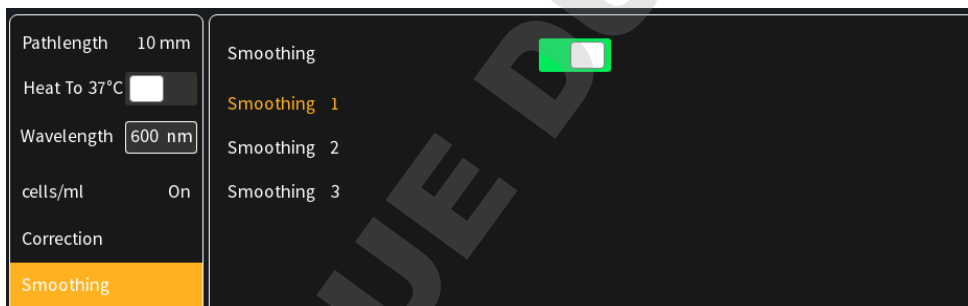 Pathlength 10 mm
Heat To 37°C
Wavelength 600 nm
cells/ml On
Correction
Smoothing
Smoothing
Smoothing 1
Smoothing 2
Smoothing 3